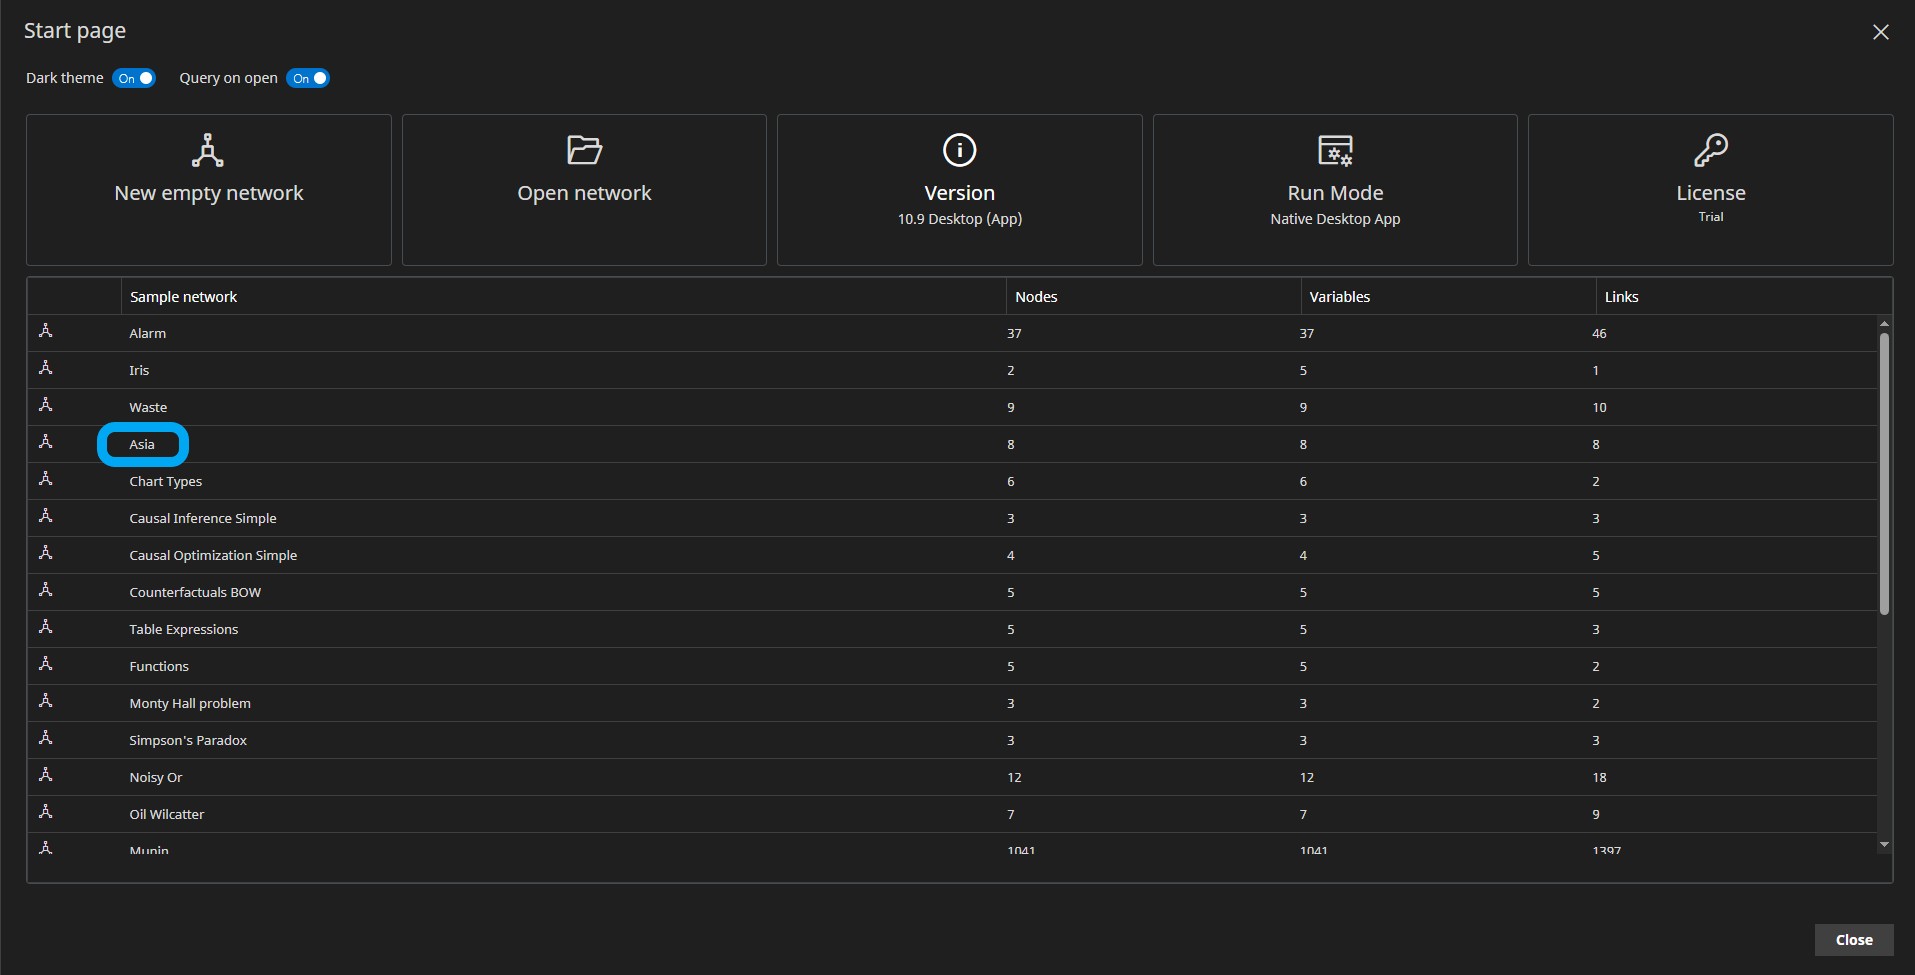 Start page
Dark theme On Query on open On
New empty network
Open network
Version
10.9 Desktop (App)
Run Mode
Native Desktop App
License
Trial
Sample network Nodes Variables Links
Alarm 37 37 46
Iris 2 5 1
Waste 9 9 10
Asia 8 8 8
Chart Types 6 6 2
Causal Inference Simple 3 3 3
Causal Optimization Simple 4 4 5
Counterfactuals BOW 5 5 5
Table Expressions 5 5 3
Functions 5 5 2
Monty Hall problem 3 3 2
Simpson's Paradox 3 3 3
Noisy Or 12 12 18
Oil Wilcatter 7 7 9
Munin 1041 1041 1397
Close